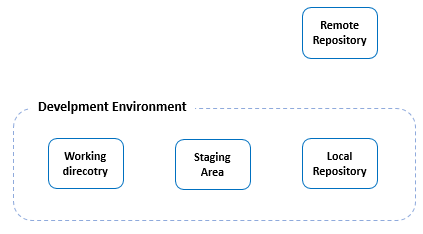 Remote
Repository
Develpment Environment
Working
direcotry
Staging
Area
Local
Repository